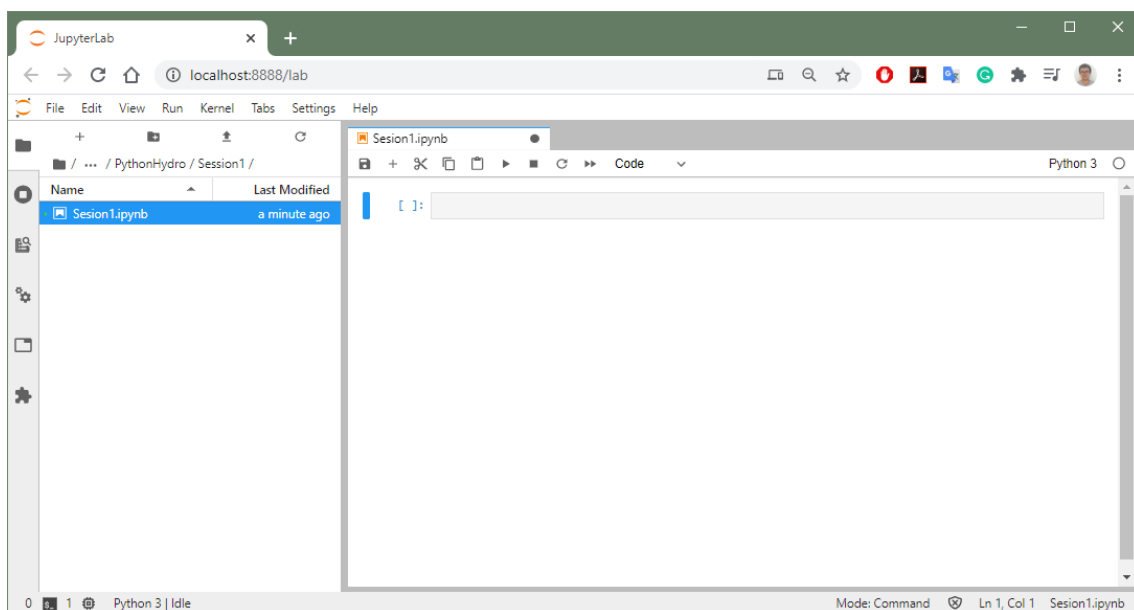 JupyterLab
localhost:8888/lab
File Edit View Run Kernel Tabs Settings Help
Sesion1.ipynb
/ ··· / PythonHydro / Session1 /
Code
Python 3
Name Last Modified
Sesion1.ipynb a minute ago
[ ]:
0 1 Python 3 | Idle
Mode: Command Ln 1, Col 1 Sesion1.ipynb